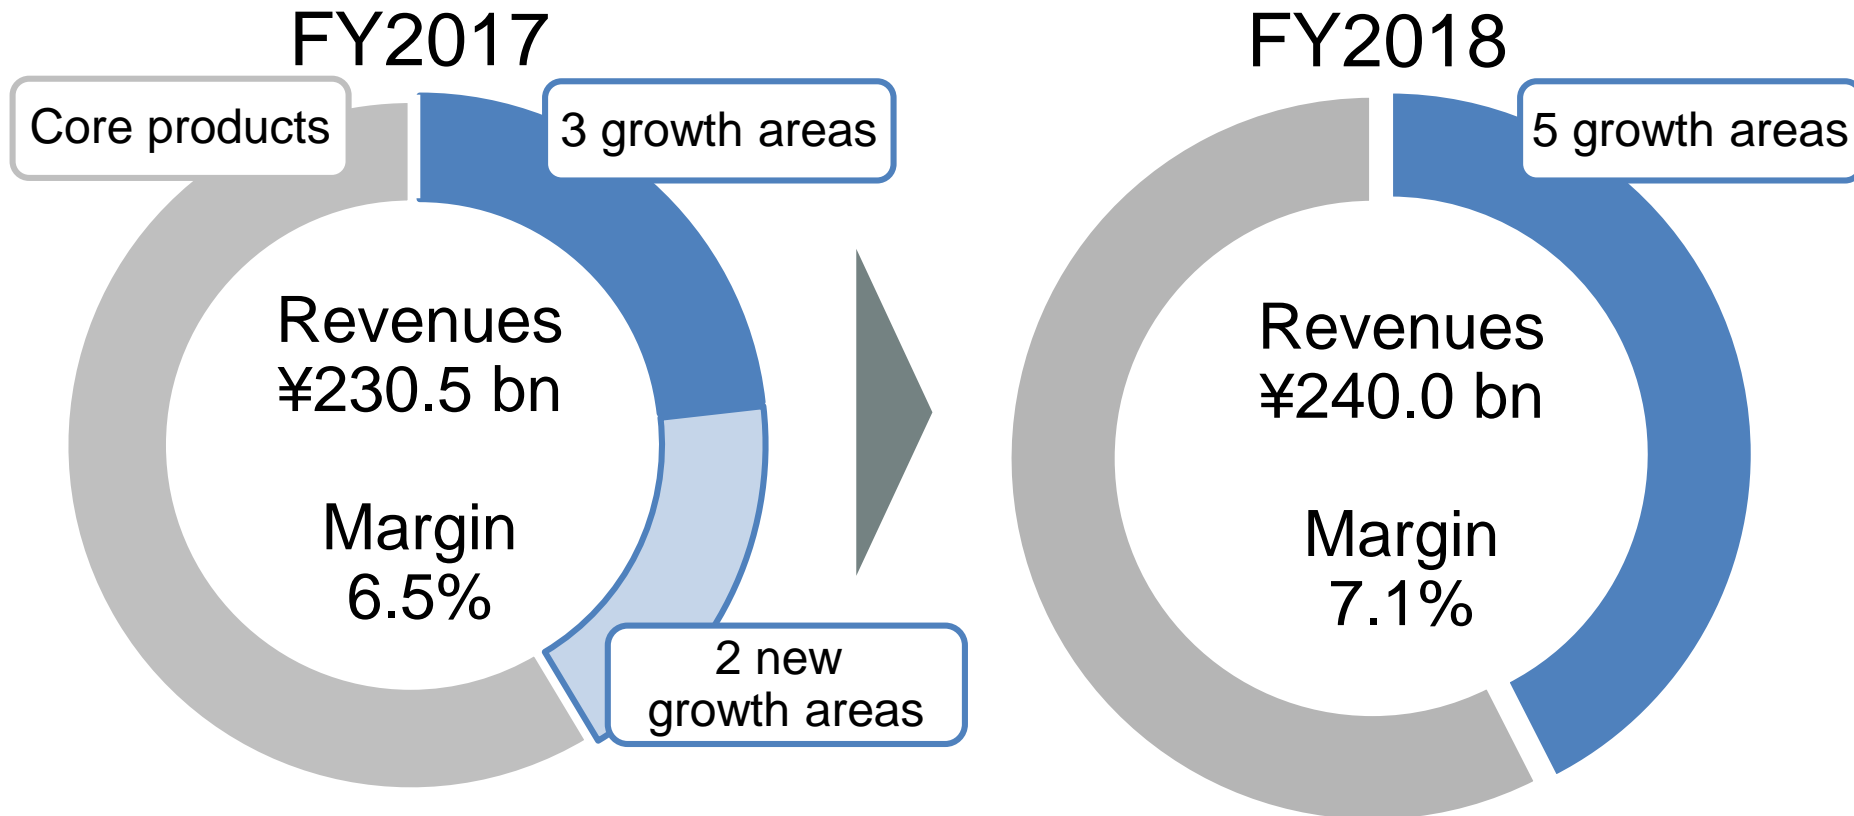 FY2017
Core products
3 growth areas
Revenues
¥230.5 bn
Margin
6.5%
2 new
growth areas
FY2018
5 growth areas
Revenues
¥240.0 bn
Margin
7.1%